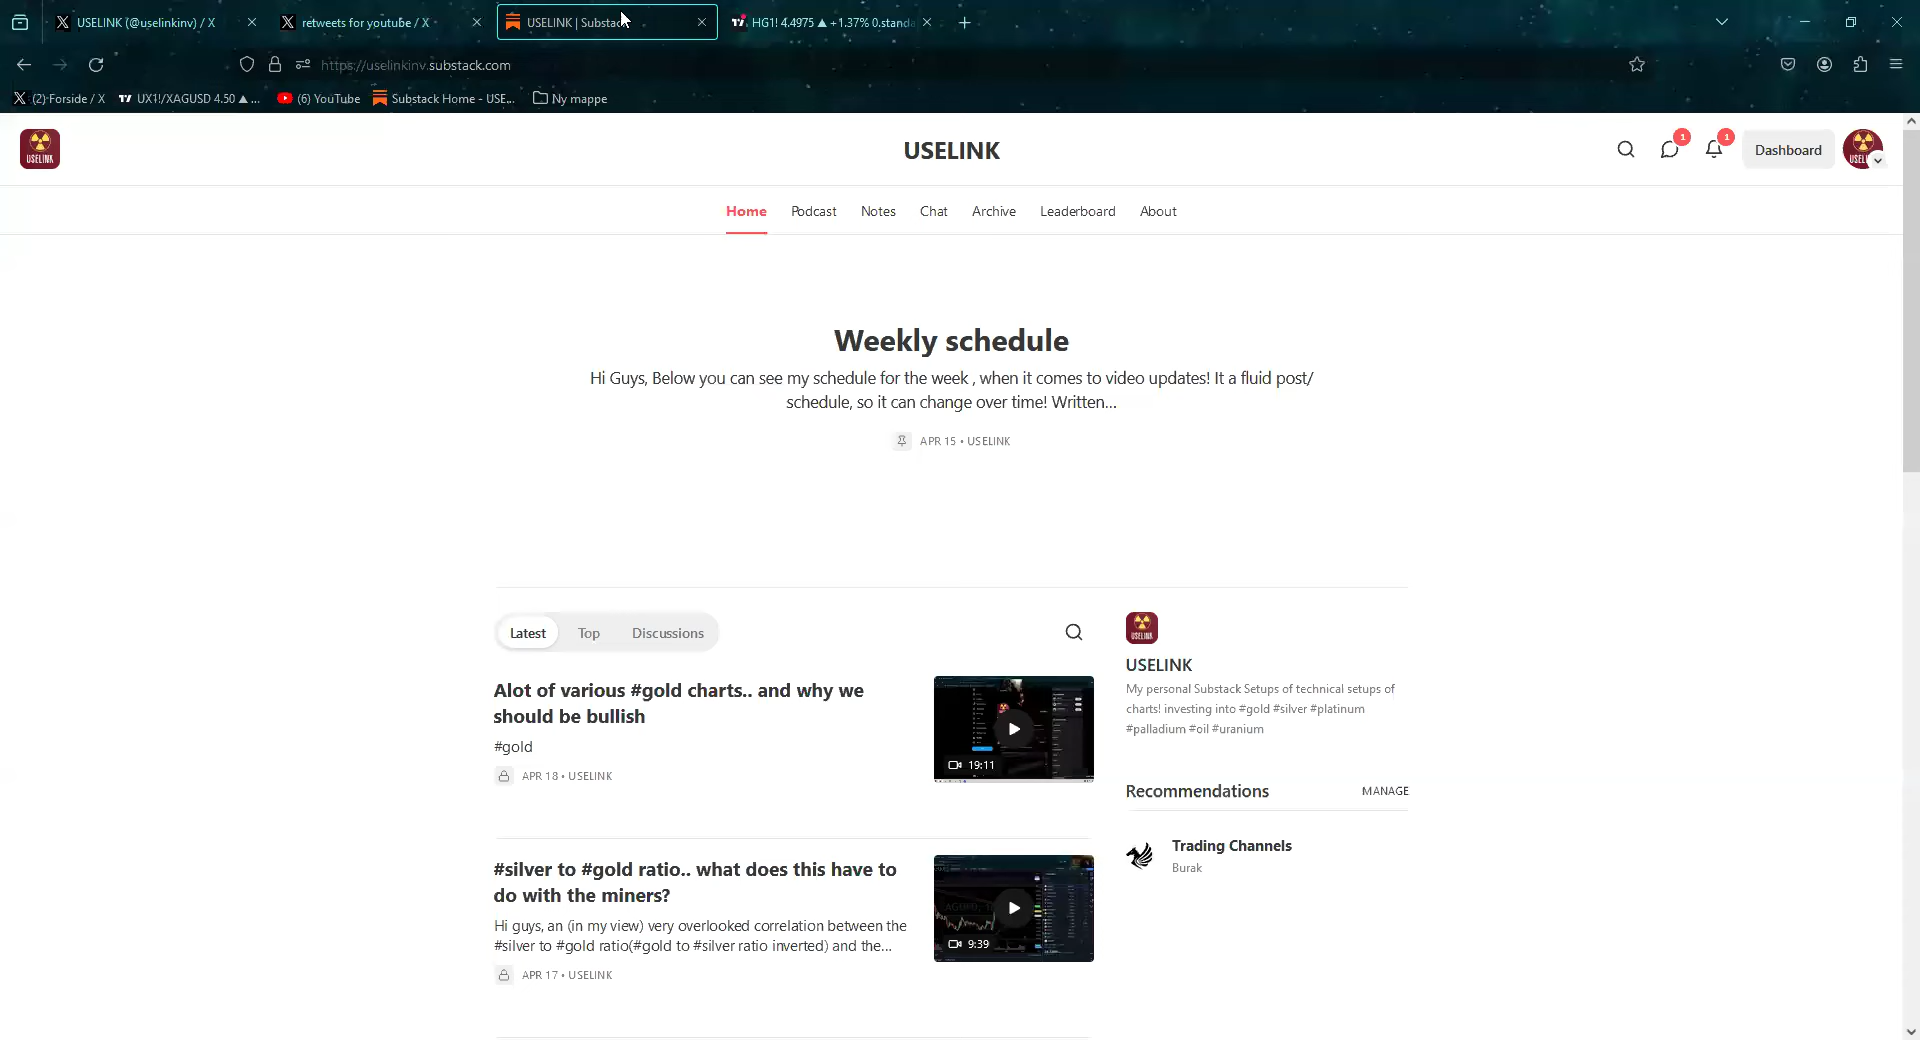 USELINK (@uselinkinv) / X
retweets for youtube / X
USELINK | Substac
HG1! 4.4975 ▲ +1.37% 0.standa
https://uselinkinv.substack.com
(2) Forside / X
UX1!/XAGUSD 4.50 ▲ ...
(6) YouTube
Substack Home - USE...
Ny mappe
USELINK
USELINK
1
1
Dashboard
Home
Podcast
Notes
Chat
Archive
Leaderboard
About
Weekly schedule
Hi Guys, Below you can see my schedule for the week , when it comes to video updates! It a fluid post/
schedule, so it can change over time! Written...
APR 15 • USELINK
Latest
Top
Discussions
Alot of various #gold charts.. and why we
should be bullish
#gold
APR 18 • USELINK
19:11
#silver to #gold ratio.. what does this have to
do with the miners?
Hi guys, an (in my view) very overlooked correlation between the
#silver to #gold ratio(#gold to #silver ratio inverted) and the...
APR 17 • USELINK
9:39
USELINK
USELINK
My personal Substack Setups of technical setups of
charts! investing into #gold #silver #platinum
#palladium #oil #uranium
Recommendations
MANAGE
Trading Channels
Burak